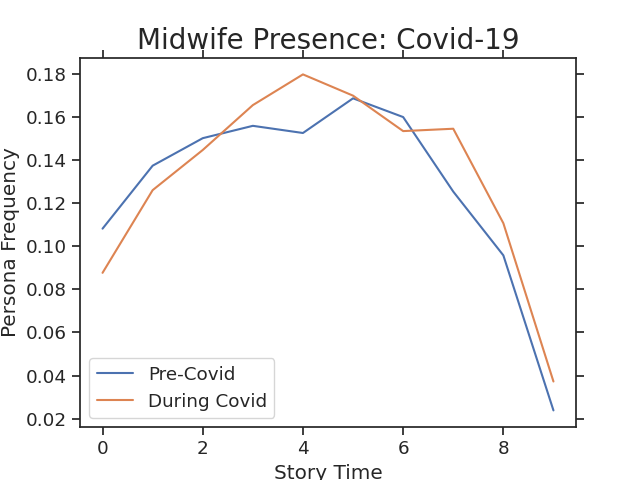 Midwife Presence: Covid-19
Persona Frequency
0.18
0.16
0.14
0.12
0.10
0.08
0.06
0.04
0.02
Pre-Covid
During Covid
0 2 4 6 8
Story Time